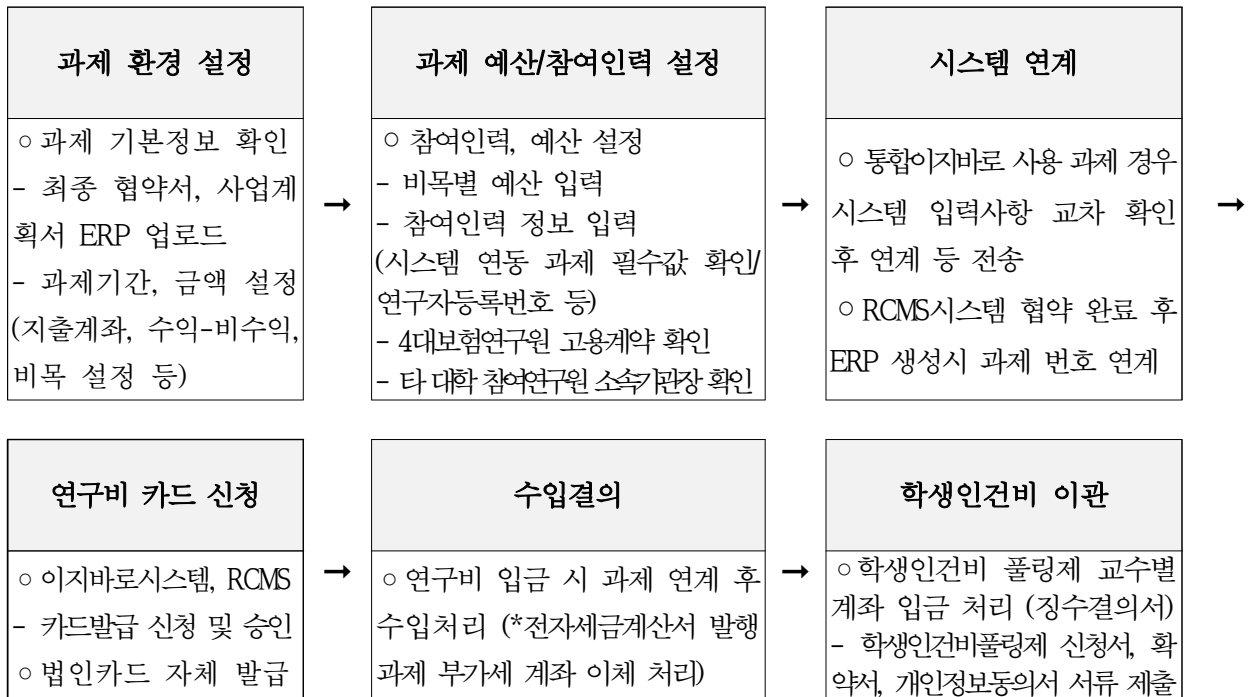 과제 환경 설정
○ 과제 기본정보 확인
- 최종 협약서, 사업계
획서 ERP 업로드
- 과제기간, 금액 설정
(지출계좌, 수익-비수익,
비목 설정 등)
➞
과제 예산/참여인력 설정
○ 참여인력, 예산 설정
- 비목별 예산 입력
- 참여인력 정보 입력
(시스템 연동 과제 필수값 확인/
연구자등록번호 등)
- 4대보험연구원 고용계약 확인
- 타 대학 참여연구원 소속기관장 확인
➞
시스템 연계
○ 통합이지바로 사용 과제 경우
시스템 입력사항 교차 확인
후 연계 등 전송
○ RCMS시스템 협약 완료 후
ERP 생성시 과제 번호 연계
➞
연구비 카드 신청
○ 이지바로시스템, RCMS
- 카드발급 신청 및 승인
○ 법인카드 자체 발급
➞
수입결의
○ 연구비 입금 시 과제 연계 후
수입처리 (*전자세금계산서 발행
과제 부가세 계좌 이체 처리)
➞
학생인건비 이관
○ 학생인건비 풀링제 교수별
계좌 입금 처리 (징수결의서)
- 학생인건비풀링제 신청서, 확
약서, 개인정보동의서 서류 제출